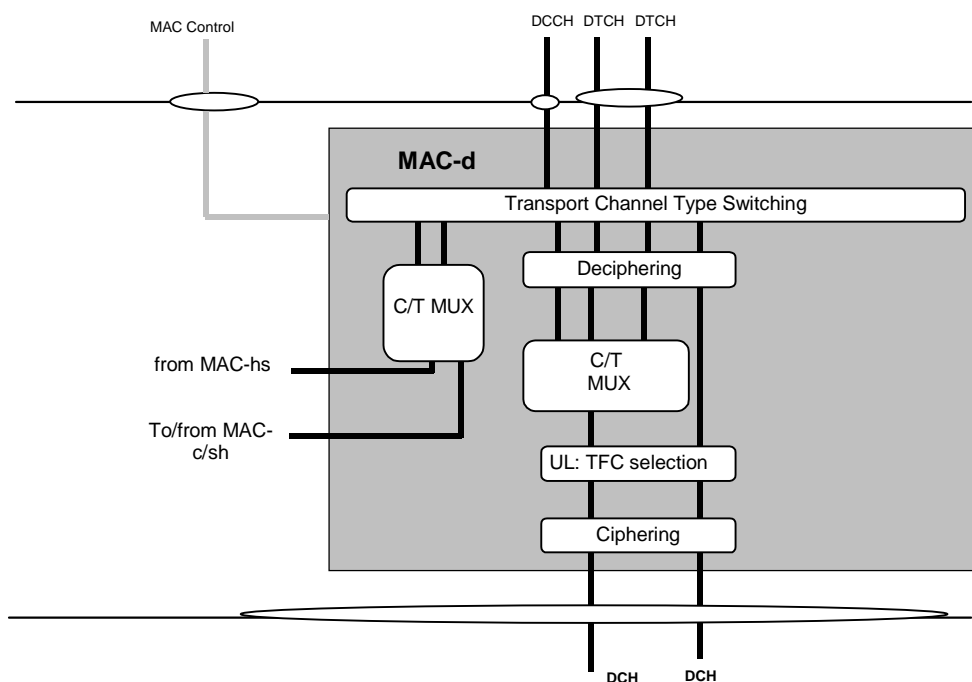 MAC Control
DCCH DTCH DTCH
MAC-d
Transport Channel Type Switching
Deciphering
C/T MUX
from MAC-hs
C/T
MUX
To/from MAC-
c/sh
UL: TFC selection
Ciphering
DCH
DCH